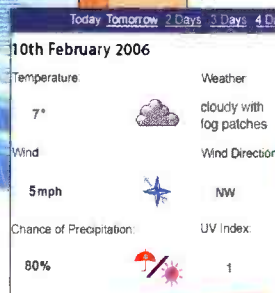 Today Tomorrow 2 Days 3 Days 4 D
10th February 2006
Temperature: Weather
7° cloudy with
fog patches
Wind Wind Direction
5mph NW
Chance of Precipitation: UV Index:
80% 1